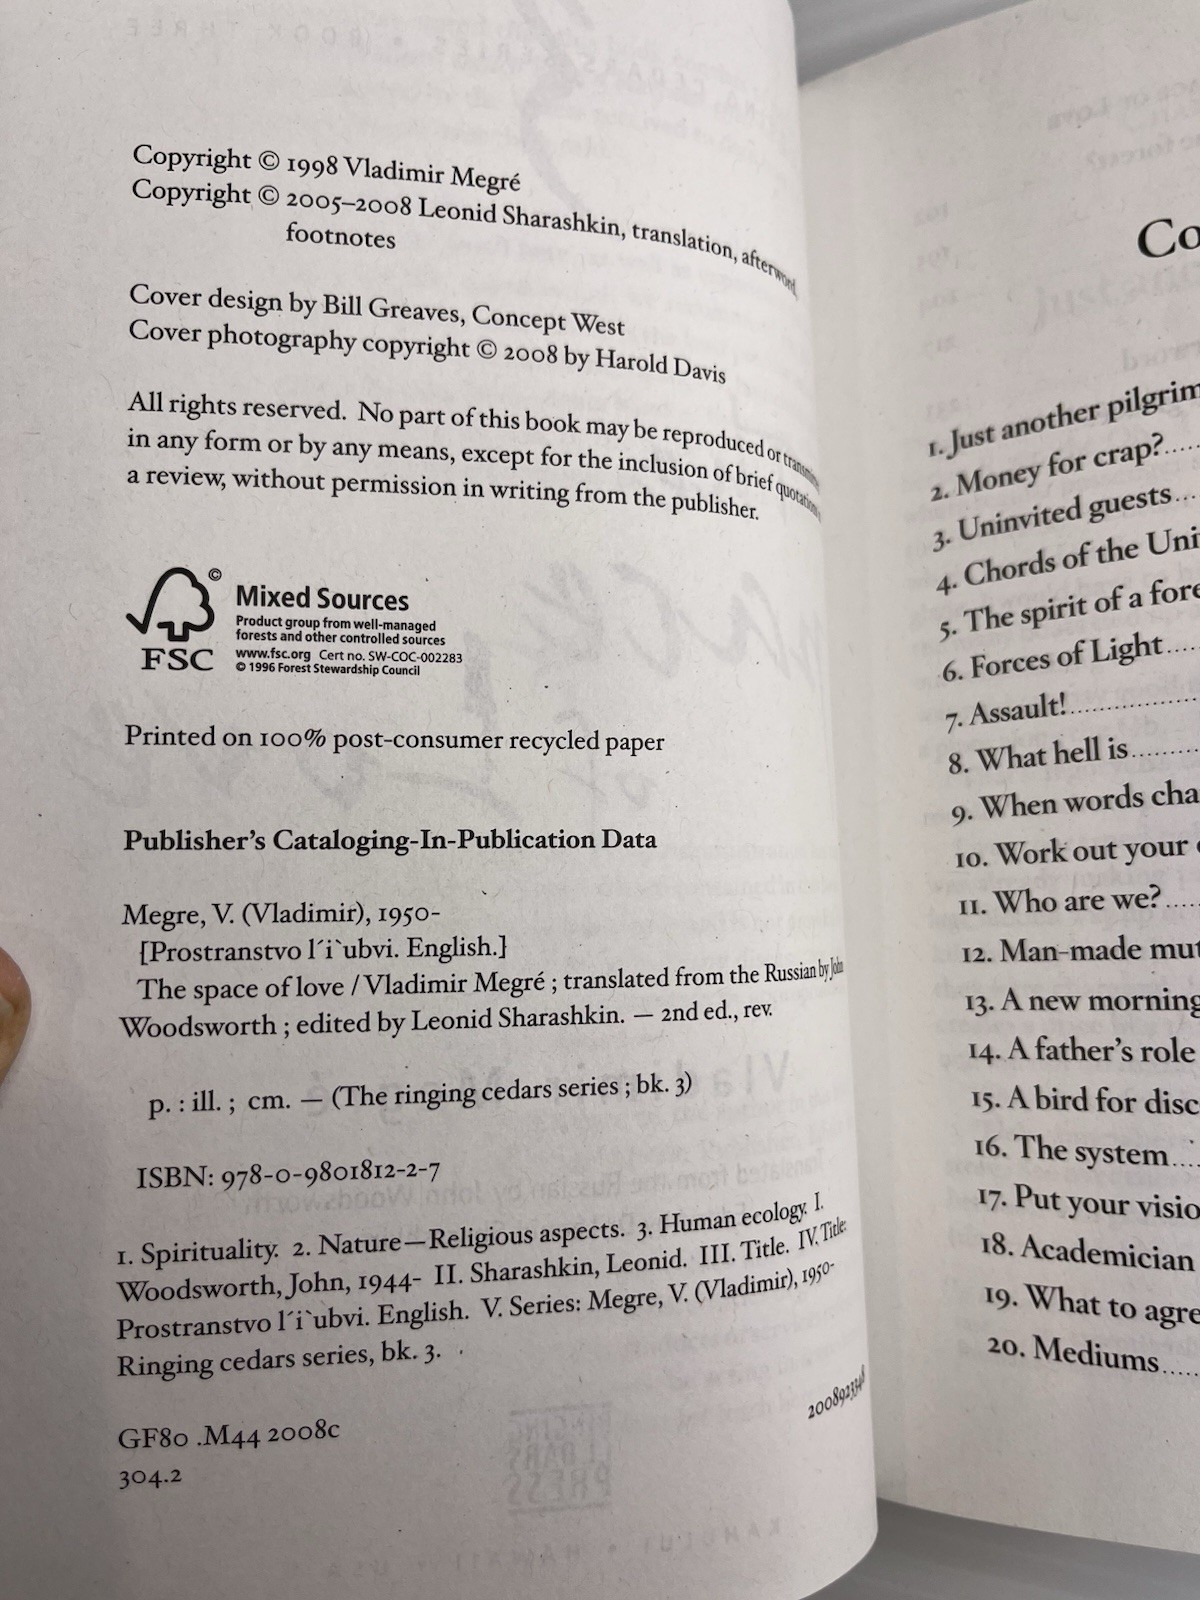 Copyright © 1998 Vladimir Megré
Copyright © 2005–2008 Leonid Sharashkin, translation, afterword,
footnotes
Cover design by Bill Greaves, Concept West
Cover photography copyright © 2008 by Harold Davis
All rights reserved. No part of this book may be reproduced or
in any form or by any means, except for the inclusion of brief quotations
a review, without permission in writing from the publisher.
©
FSC
Mixed Sources
Product group from well-managed
forests and other controlled sources
www.fsc.org Cert no. SW-COC-002283
© 1996 Forest Stewardship Council
Printed on 100% post-consumer recycled paper
Publisher's Cataloging-In-Publication Data
Megre, V. (Vladimir), 1950-
[Prostranstvo l´i`ubvi. English.]
The space of love / Vladimir Megré ; translated from the Russian by John
Woodsworth ; edited by Leonid Sharashkin. — 2nd ed., rev.
p. : ill. ; cm. — (The ringing cedars series ; bk. 3)
ISBN: 978-0-9801812-2-7
1. Spirituality. 2. Nature—Religious aspects. 3. Human ecology. I.
Woodsworth, John, 1944- II. Sharashkin, Leonid. III. Title. IV. Title:
Prostranstvo l´i`ubvi. English. V. Series: Megre, V. (Vladimir), 1950-
Ringing cedars series, bk. 3.
2008923348
GF80 .M44 2008c
304.2
Co
1. Just another pilgrim
2. Money for crap?.....
3. Uninvited guests...
4. Chords of the Uni
5. The spirit of a fore
6. Forces of Light....
7. Assault!...............
8. What hell is.........
9. When words cha
10. Work out your
11. Who are we?....
12. Man-made mut
13. A new morning
14. A father's role
15. A bird for disc
16. The system....
17. Put your visio
18. Academician
19. What to agre
20. Mediums.....